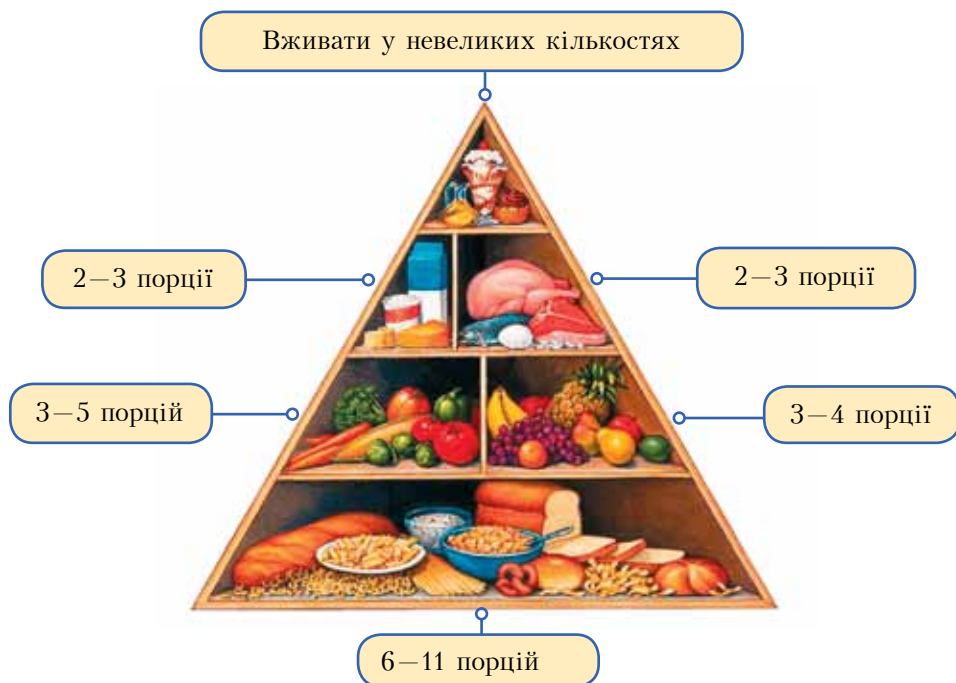 Вживати у невеликих кількостях
2–3 порції
2–3 порції
3–5 порцій
3–4 порції
6–11 порцій